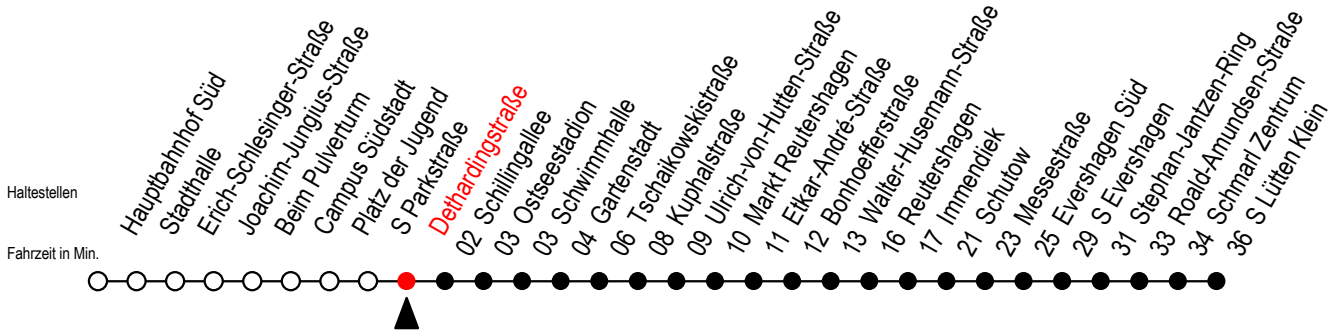 Haltestellen
Fahrzeit in Min.
Hauptbahnhof Süd
Stadthalle
Erich-Schlesinger-Straße
Joachim-Jungius-Straße
Beim Pulverturm
Campus Südstadt
Platz der Jugend
S Parkstraße
Dethardingstraße
02 Schillingallee
03 Ostseestadion
03 Schwimmhalle
04 Gartenstadt
06 Tschaikowskistraße
08 Kuphalstraße
09 Ulrich-von-Hutten-Straße
10 Markt Reutershagen
11 Etkar-André-Straße
12 Bonhoefferstraße
13 Walter-Husemann-Straße
16 Reutershagen
17 Immendiek
21 Schutow
23 Messestraße
25 Evershagen Süd
29 S Evershagen
31 Stephan-Jantzen-Ring
33 Roald-Amundsen-Straße
34 Schmarl Zentrum
36 S Lütten Klein